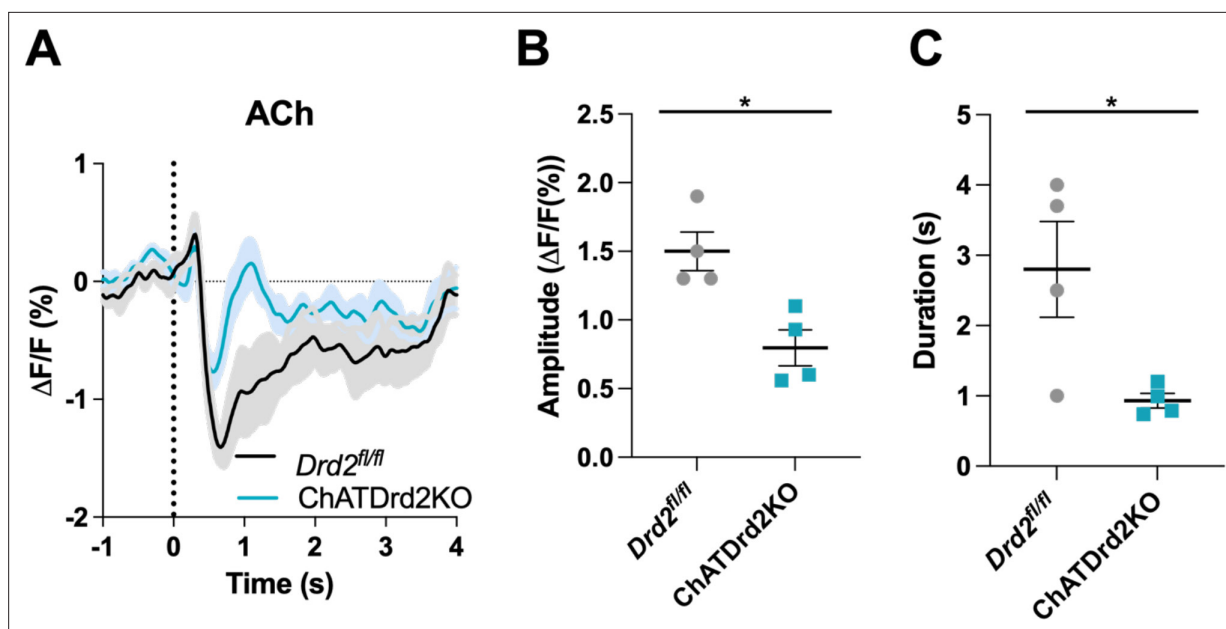 A
ACh
ΔF/F (%)
1
0
-1
-2
-1 0 1 2 3 4
Time (s)
Drd2fl/fl
ChATDrd2KO
B
*
Amplitude (ΔF/F(%))
2.5
2.0
1.5
1.0
0.5
0.0
Drd2fl/fl
ChATDrd2KO
C
*
Duration (s)
5
4
3
2
1
0
Drd2fl/fl
ChATDrd2KO